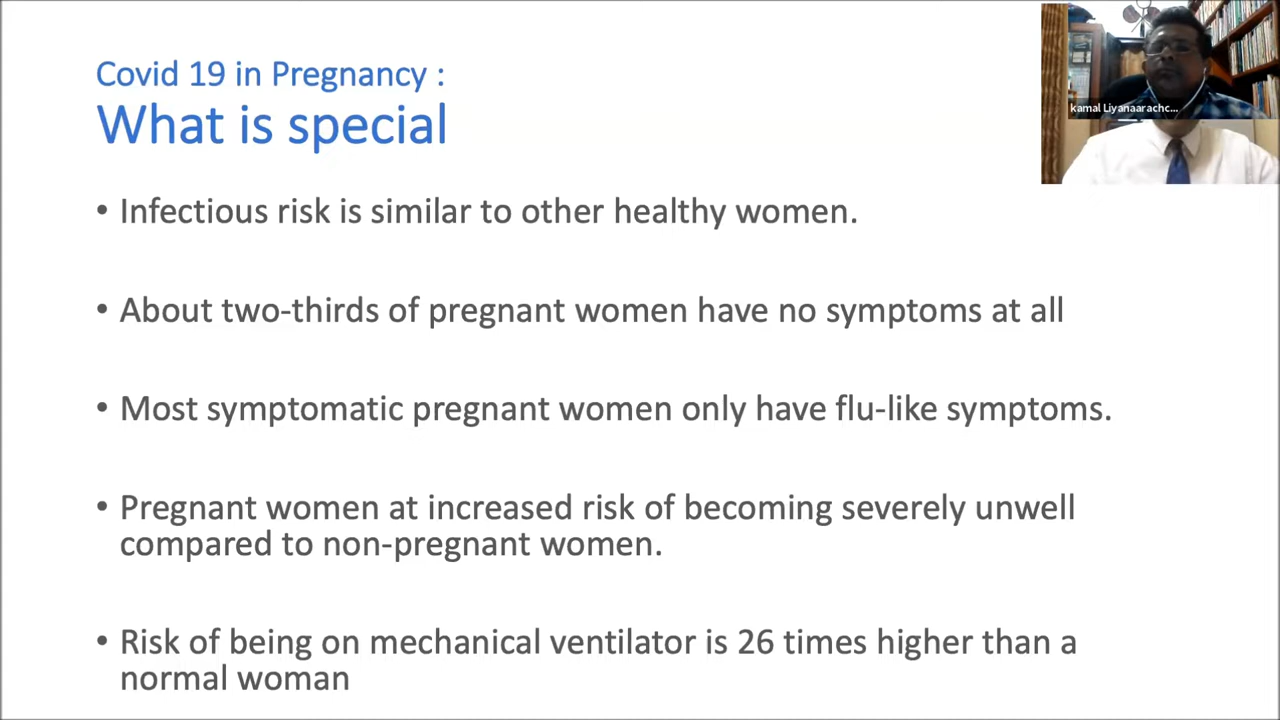 Covid 19 in Pregnancy :
What is special
kamal Liyanaarachc...
• Infectious risk is similar to other healthy women.
• About two-thirds of pregnant women have no symptoms at all
• Most symptomatic pregnant women only have flu-like symptoms.
• Pregnant women at increased risk of becoming severely unwell
compared to non-pregnant women.
• Risk of being on mechanical ventilator is 26 times higher than a
normal woman